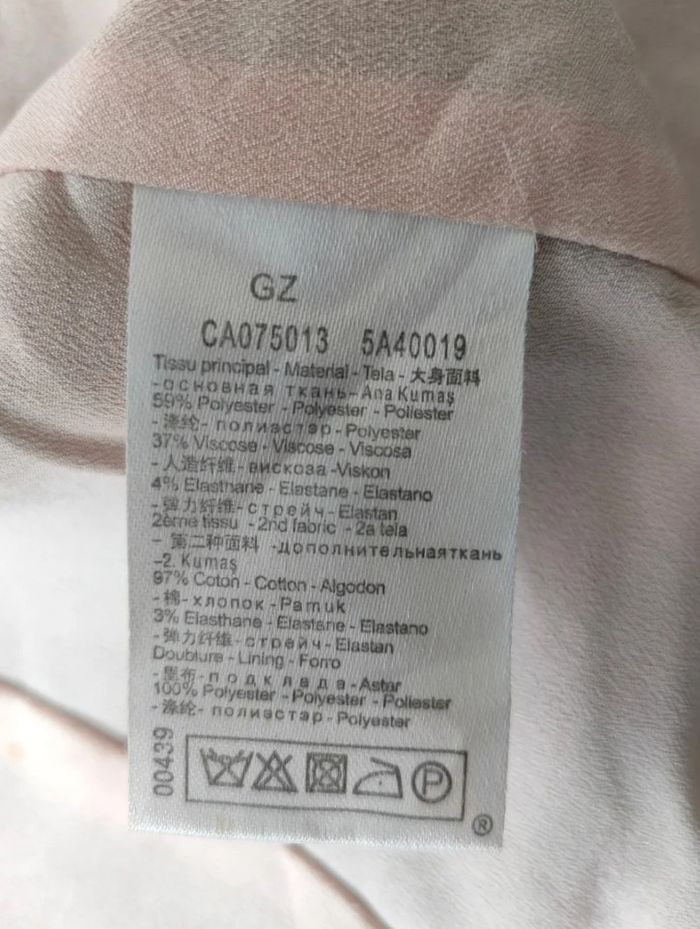 GZ
CA075013 5A40019
Tissu principal - Material - Tela - 大身面料
-основная ткань-Ana Kumaş
59% Polyester - Polyester - Poliester
- 涤纶- полиэстэр - Polyester
37% Viscose - Viscose - Viscosa
- 人造纤维- вискоза -Viskon
4% Elasthane - Elastane - Elastano
- 弹力纤维- стрейч - Elastan
2ème tissu - 2nd fabric - 2a tela
- 第二种面料 -дополнительнаяткань
-2. Kumaş
97% Coton - Cotton - Algodon
-棉- хлопок - Pamuk
3% Elasthane - Elastane - Elastano
-弹力纤维- стрейч -Elastan
Doublure - Lining - Forro
-里布- подклада -Astar
100% Polyester - Polyester - Poliester
-涤纶- полиэстэр - Polyester
00439
P
®